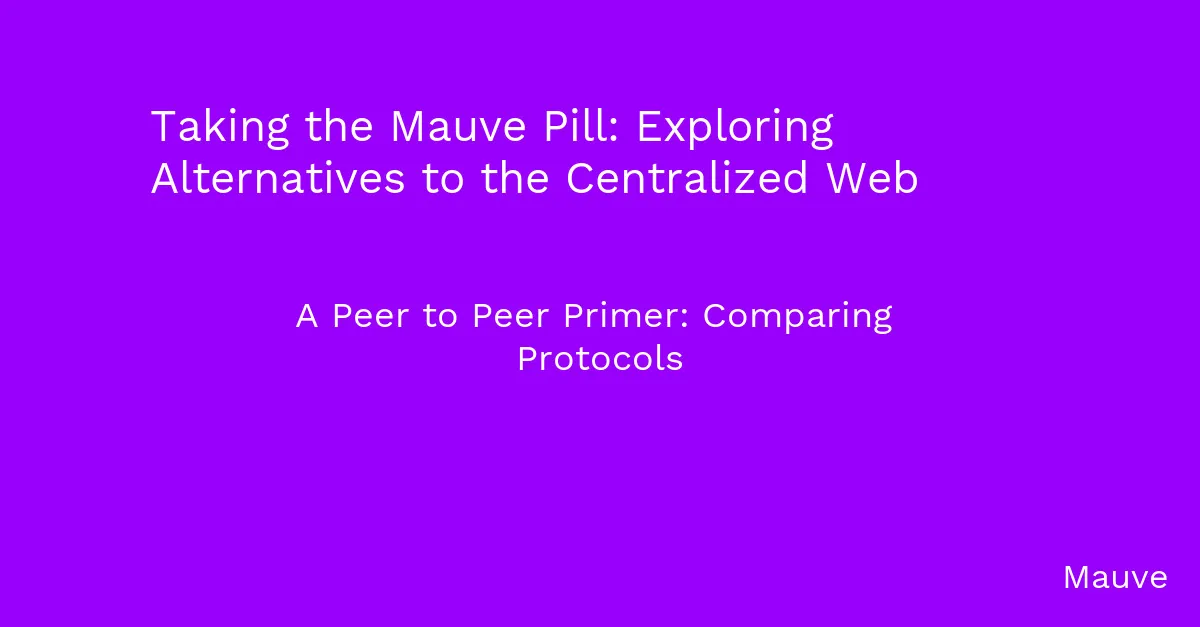 Taking the Mauve Pill: Exploring
Alternatives to the Centralized Web
A Peer to Peer Primer: Comparing
Protocols
Mauve